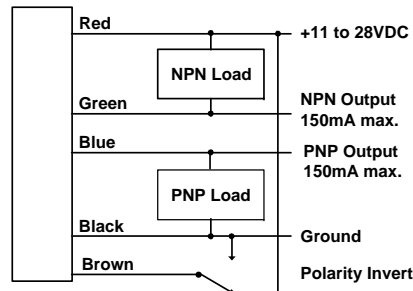 Red
+11 to 28VDC
NPN Load
Green
NPN Output
150mA max.
Blue
PNP Output
150mA max.
PNP Load
Black
Ground
Brown
Polarity Invert